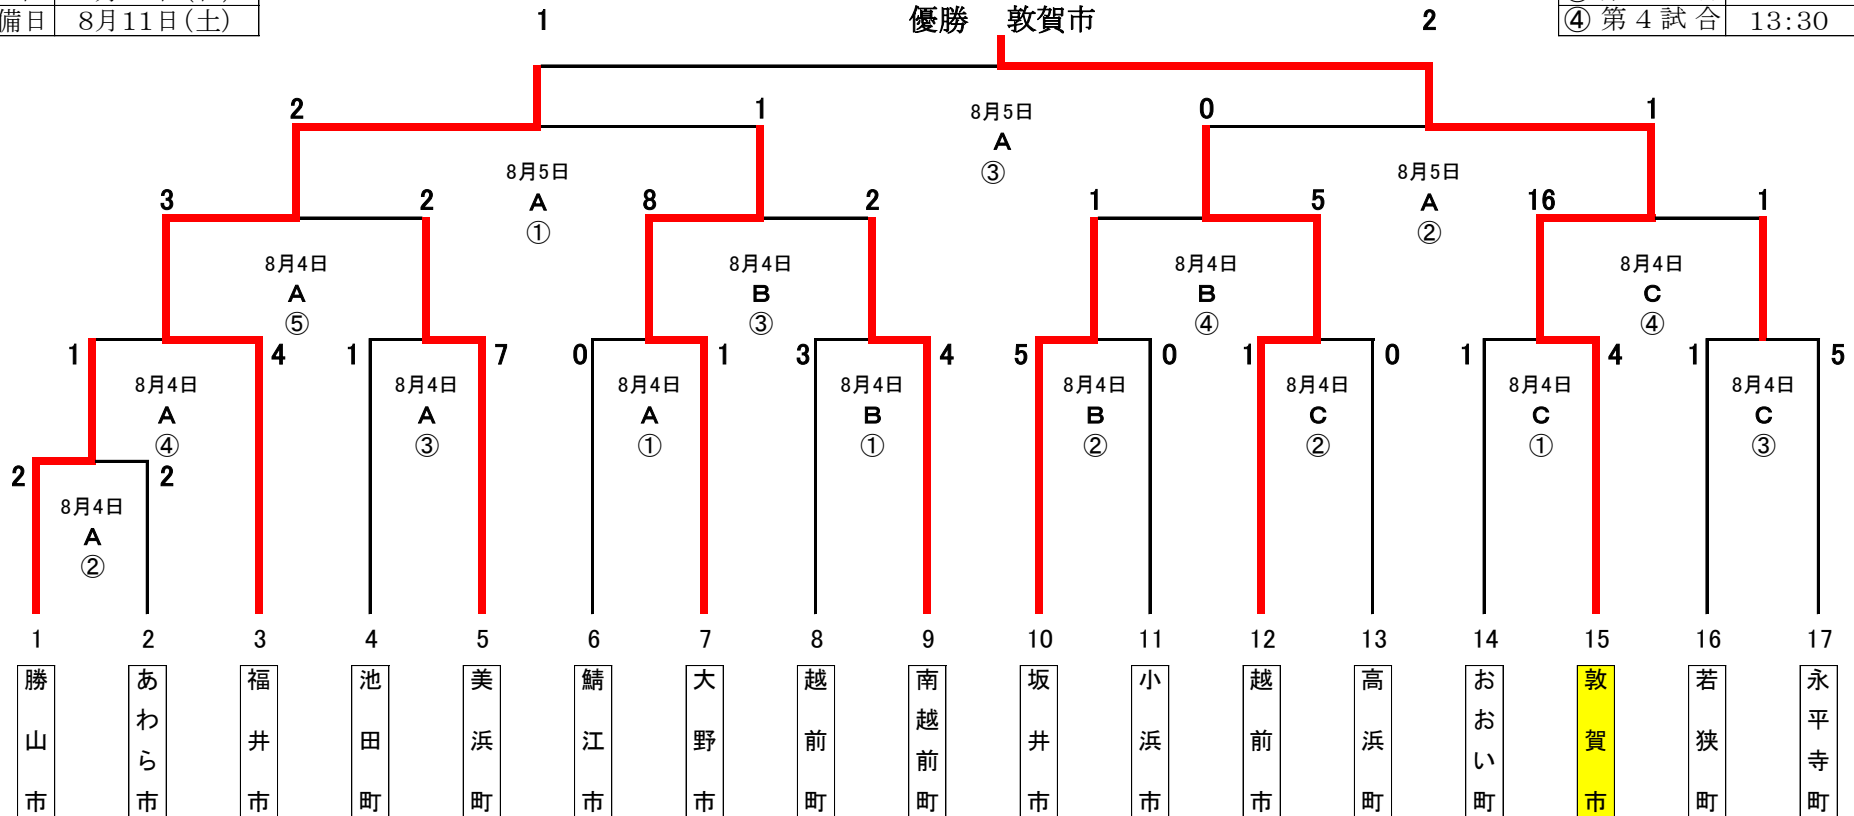 備日 8月11日(土)
1 優勝 敦賀市 2
④ 第4試合 13:30
2 1 8月5日 0 1
A
③
8月5日 8月5日
3 2 A 8 2 1 5 A 16 1
① ②
8月4日 8月4日 8月4日 8月4日
A B B C
⑤ ③ ④ ④
1 4 1 7 0 1 3 4 5 0 1 0 1 4 1 5
8月4日 8月4日 8月4日 8月4日 8月4日 8月4日 8月4日 8月4日
A A A B B C C C
④ ③ ① ① ② ② ① ③
2 2
8月4日
A
②
1 2 3 4 5 6 7 8 9 10 11 12 13 14 15 16 17
勝山市
あわら市
福井市
池田町
美浜町
鯖江市
大野市
越前町
南越前町
坂井市
小浜市
越前市
高浜町
おおい町
敦賀市
若狭町
永平寺町